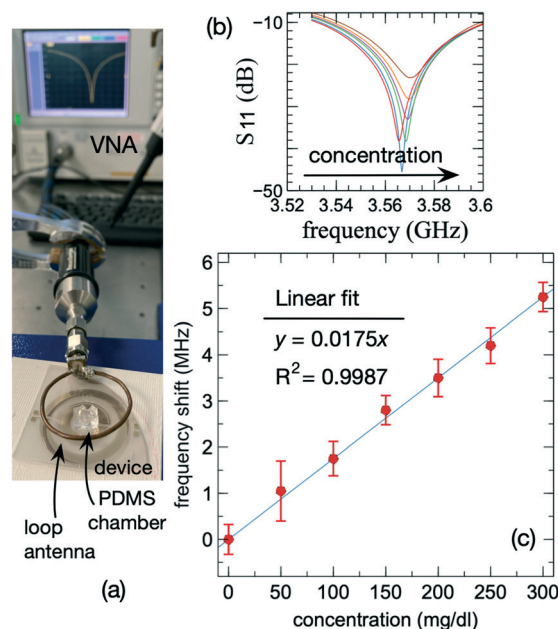 VNA
device
PDMS
chamber
loop
antenna
(a)
(b)
S11 (dB)
-10
-50
concentration
3.52
3.54
3.56
3.58
3.6
frequency (GHz)
frequency shift (MHz)
6
5
4
3
2
1
0
Linear fit
y = 0.0175x
R² = 0.9987
(c)
0
50
100
150
200
250
300
concentration (mg/dl)